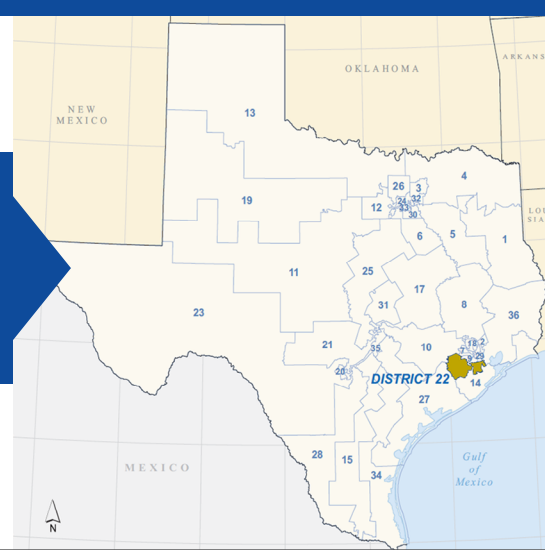 OKLAHOMA
ARKANS
NEW
MEXICO
13
4
26
3
32
19
12
24
33
30
LOU
SIA
6
5
1
11
25
17
23
31
8
36
21
10
35
18
2
7
9
29
20
DISTRICT 22
14
27
28
15
34
Gulf
of
Mexico
MEXICO
N